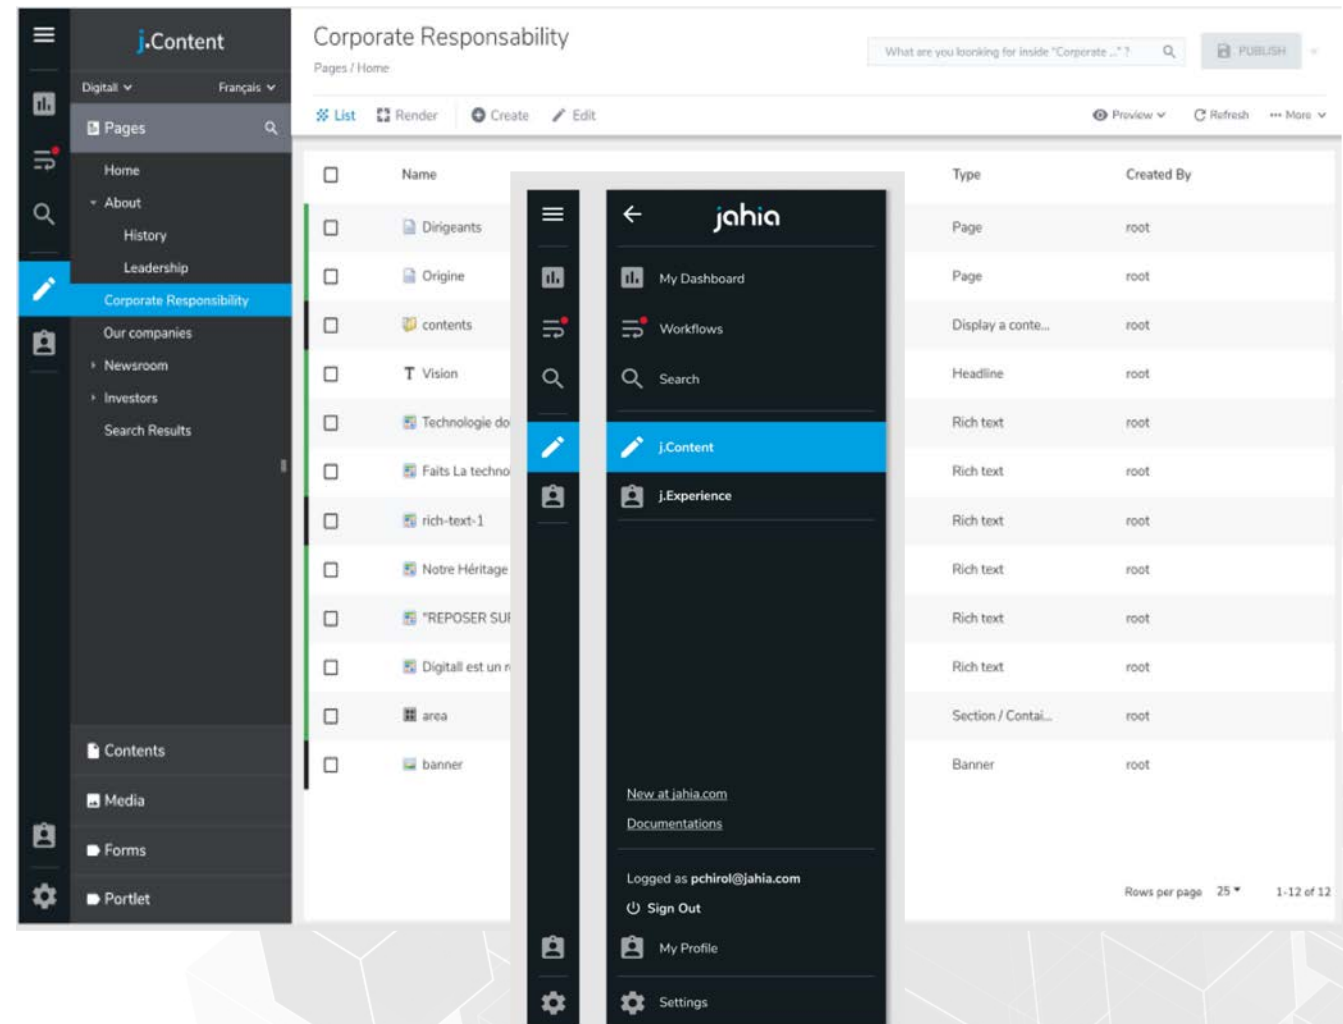 j.Content
Digitall
Français
Pages
Home
About
History
Leadership
Corporate Responsibility
Our companies
Newsroom
Investors
Search Results
Contents
Media
Forms
Portlet
Corporate Responsability
Pages / Home
What are you loonking for inside "Corporate ..." ?
PUBLISH
List Render Create Edit
Preview Refresh ••• More
Name Type Created By
Dirigeants Page root
Origine Page root
contents Display a conte... root
T Vision Headline root
Technologie do Rich text root
Faits La techno Rich text root
rich-text-1 Rich text root
Notre Héritage Rich text root
"REPOSER SUR Rich text root
Digitall est un r Rich text root
area Section / Contai... root
banner Banner root
Rows per page 25 1-12 of 12
jahia
My Dashboard
Workflows
Search
j.Content
j.Experience
New at jahia.com
Documentations
Logged as pchirol@jahia.com
Sign Out
My Profile
Settings